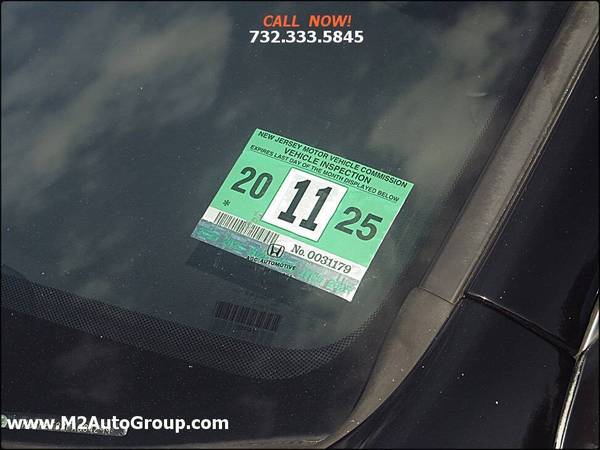 CALL NOW!
732.333.5845
NEW JERSEY MOTOR VEHICLE COMMISSION
VEHICLE INSPECTION
EXPIRES LAST DAY OF THE MONTH DISPLAYED BELOW
20 11 25
*
No. 0031179
www.M2AutoGroup.com